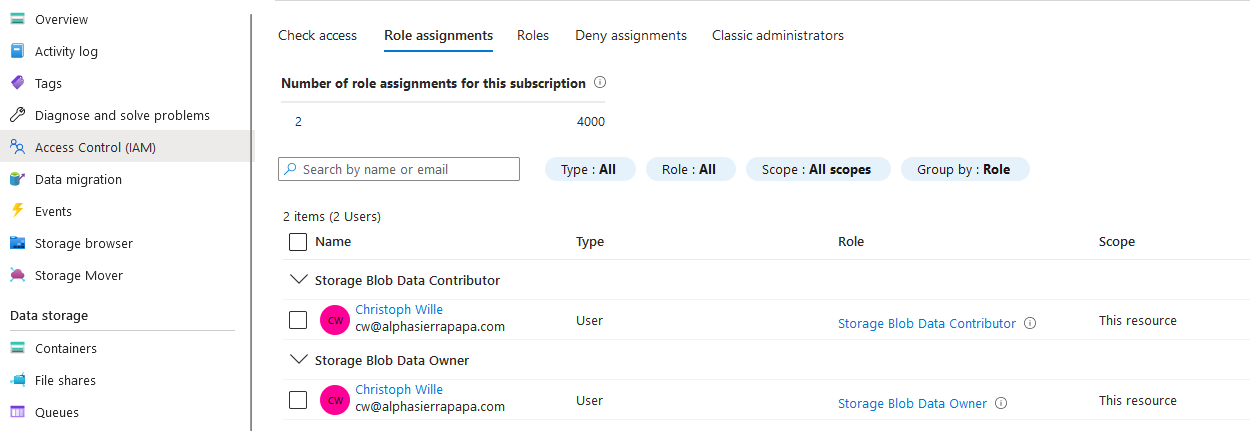 Overview
Activity log
Tags
Diagnose and solve problems
Access Control (IAM)
Data migration
Events
Storage browser
Storage Mover
Data storage
Containers
File shares
Queues
Check access Role assignments Roles Deny assignments Classic administrators
Number of role assignments for this subscription
2 4000
Search by name or email Type : All Role : All Scope : All scopes Group by : Role
2 items (2 Users)
Name Type Role Scope
Storage Blob Data Contributor
Christoph Wille
CW cw@alphasierrapapa.com User Storage Blob Data Contributor This resource
Storage Blob Data Owner
Christoph Wille
CW cw@alphasierrapapa.com User Storage Blob Data Owner This resource